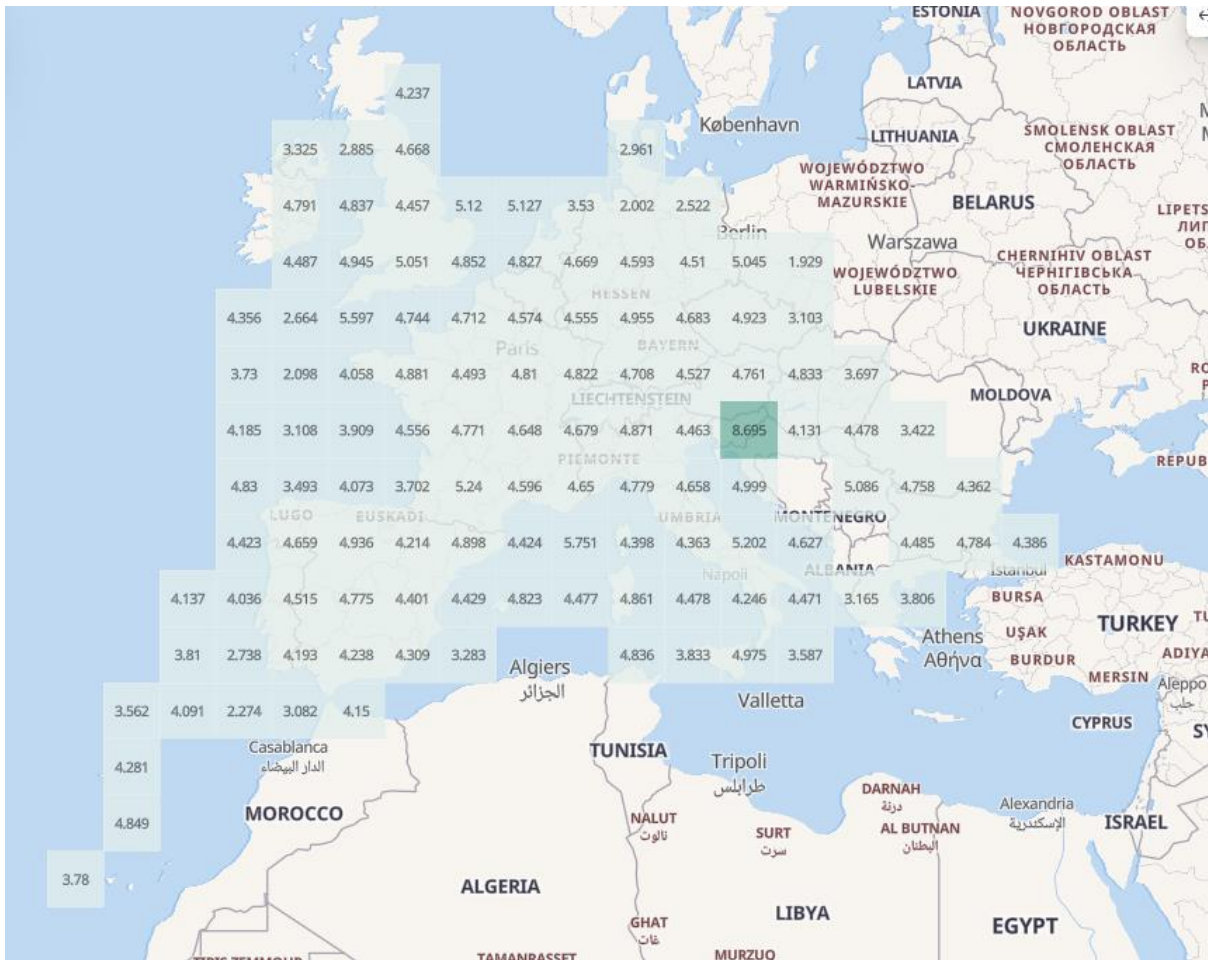 ESTONIA
NOVGOROD OBLAST
НОВГОРОДСКАЯ
ОБЛАСТЬ
4.237
LATVIA
København
LITHUANIA
SMOLENSK OBLAST
СМОЛЕНСКАЯ
ОБЛАСТЬ
3.325 2.885 4.668 2.961
WOJEWÓDZTWO
WARMIŃSKO-
MAZURSKIE
BELARUS
4.791 4.837 4.457 5.12 5.127 3.53 2.002 2.522
LIPETS
Berlin
Warszawa
CHERNIHIV OBLAST
ЧЕРНІГІВСЬКА
ОБЛАСТЬ
4.487 4.945 5.051 4.852 4.827 4.669 4.593 4.51 5.045 1.929
WOJEWÓDZTWO
LUBELSKIE
HESSEN
4.356 2.664 5.597 4.744 4.712 4.574 4.555 4.955 4.683 4.923 3.103
UKRAINE
Paris
BAYERN
3.73 2.098 4.058 4.881 4.493 4.81 4.822 4.708 4.527 4.761 4.833 3.697
MOLDOVA
LIECHTENSTEIN
4.185 3.108 3.909 4.556 4.771 4.648 4.679 4.871 4.463 8.695 4.131 4.478 3.422
PIEMONTE
REPUB
4.83 3.493 4.073 3.702 5.24 4.596 4.65 4.779 4.658 4.999 5.086 4.758 4.362
LUGO
EUSKADI
UMBRIA
MONTENEGRO
4.423 4.659 4.936 4.214 4.898 4.424 5.751 4.398 4.363 5.202 4.627 4.485 4.784 4.386
KASTAMONU
Napoli
ALBANIA
Istanbul
BURSA
4.137 4.036 4.515 4.775 4.401 4.429 4.823 4.477 4.861 4.478 4.246 4.471 3.165 3.806
TURKEY
UŞAK
Athens
Αθήνα
BURDUR
ADIYA
3.81 2.738 4.193 4.238 4.309 3.283 4.836 3.833 4.975 3.587
MERSIN
Algiers
الجزائر
Aleppo
حلب
Valletta
3.562 4.091 2.274 3.082 4.15
CYPRUS
SY
Casablanca
الدار البيضاء
TUNISIA
Tripoli
طرابلس
4.281
DARNAH
درنة
MOROCCO
NALUT
نالوت
SURT
سرت
AL BUTNAN
البطنان
Alexandria
الإسكندرية
ISRAEL
4.849
3.78
ALGERIA
LIBYA
EGYPT
GHAT
غات
TAMANRASSET
MURZUQ